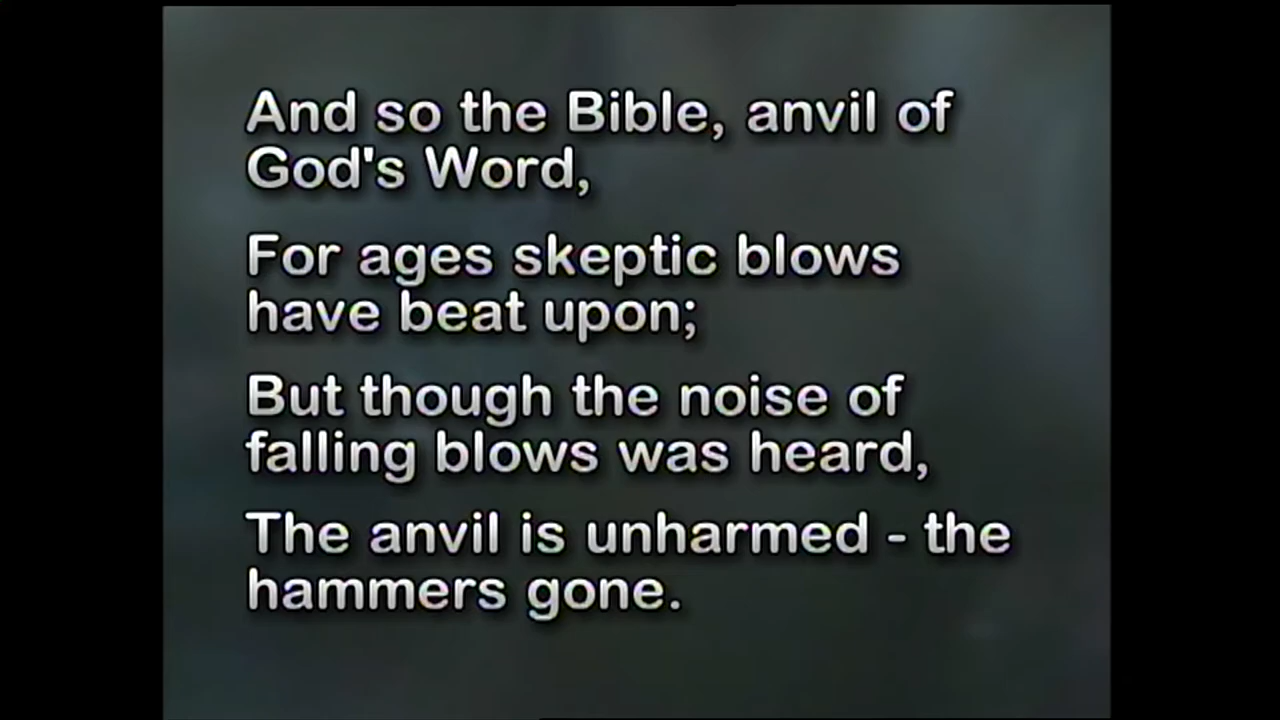 And so the Bible, anvil of
God's Word,
For ages skeptic blows
have beat upon;
But though the noise of
falling blows was heard,
The anvil is unharmed - the
hammers gone.